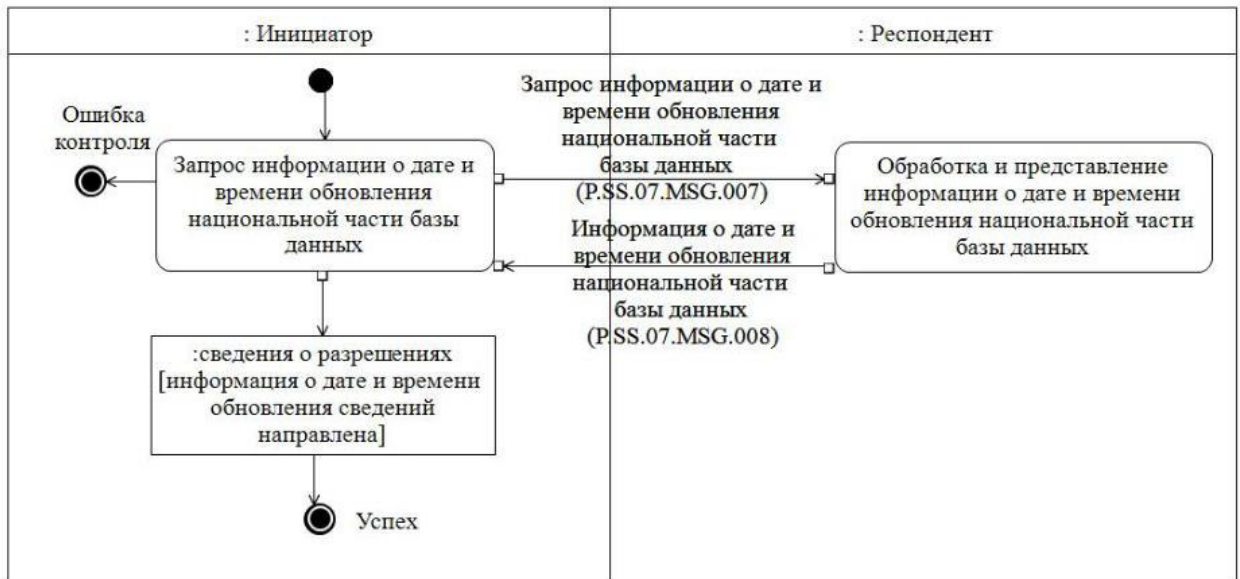 : Инициатор
: Респондент
Ошибка
контроля
Запрос информации о дате и
времени обновления
национальной части базы
данных
Запрос информации о дате и
времени обновления
национальной части
базы данных
(P.SS.07.MSG.007)
Обработка и представление
информации о дате и времени
обновления национальной части
базы данных
Информация о дате и
времени обновления
национальной части
базы данных
(P.SS.07.MSG.008)
:сведения о разрешениях
[информация о дате и времени
обновления сведений
направлена]
Успех